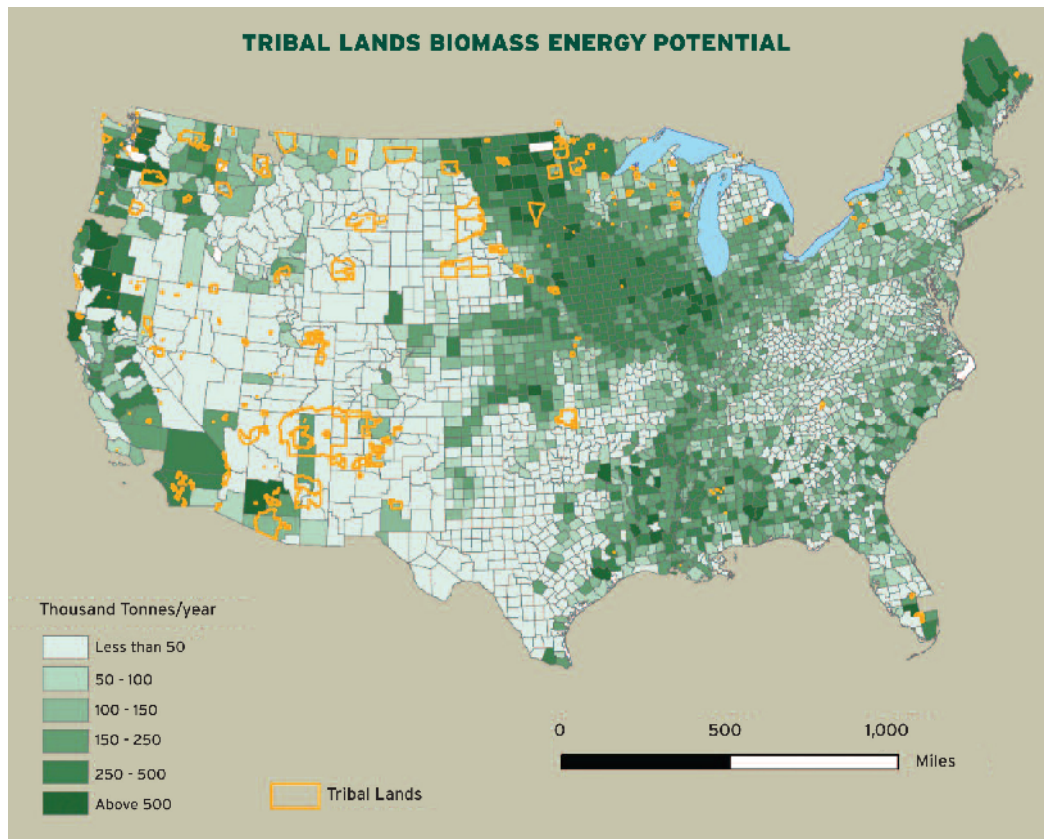 TRIBAL LANDS BIOMASS ENERGY POTENTIAL
Thousand Tonnes/year
Less than 50
50 - 100
100 - 150
150 - 250
250 - 500
Above 500
Tribal Lands
0 500 1,000
Miles